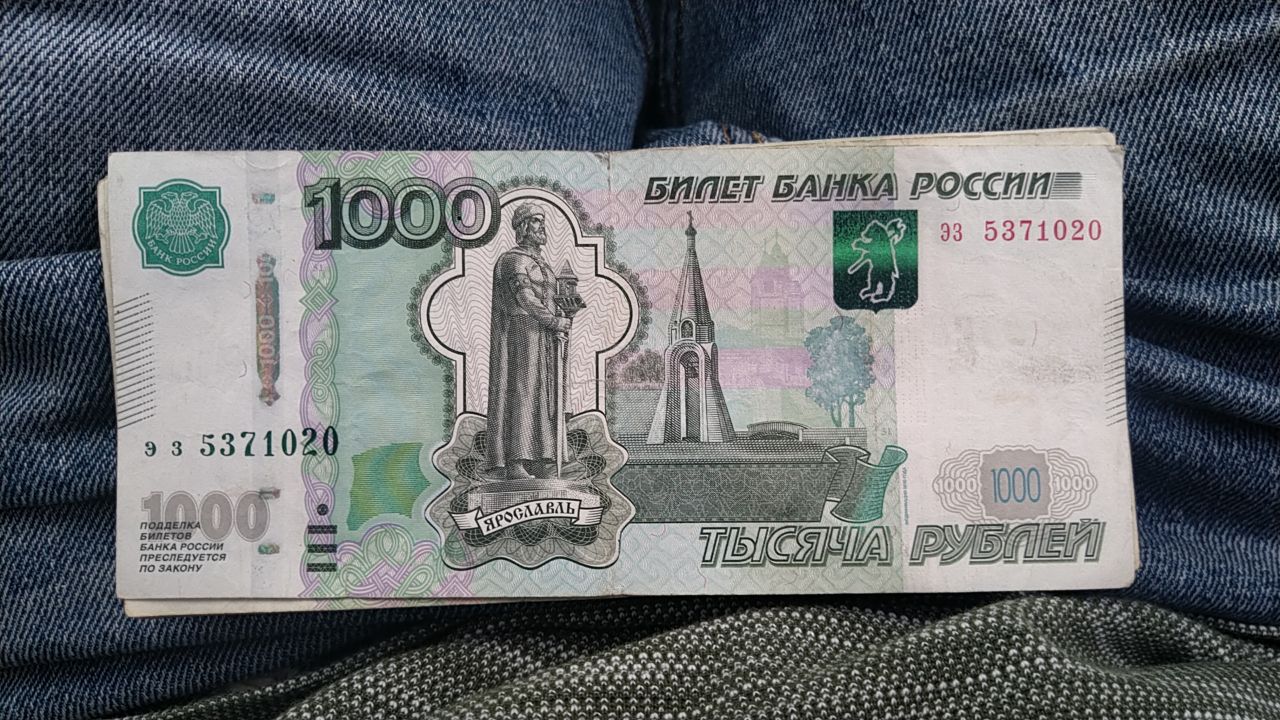 БИЛЕТ БАНКА РОССИИ
1000
БАНК РОССИИ
эз 5371020
1000
эз 5371020
ЯРОСЛАВЛЬ
1000
1000
1000
1000
ПОДДЕЛКА
БИЛЕТОВ
БАНКА РОССИИ
ПРЕСЛЕДУЕТСЯ
ПО ЗАКОНУ
ТЫСЯЧА РУБЛЕЙ